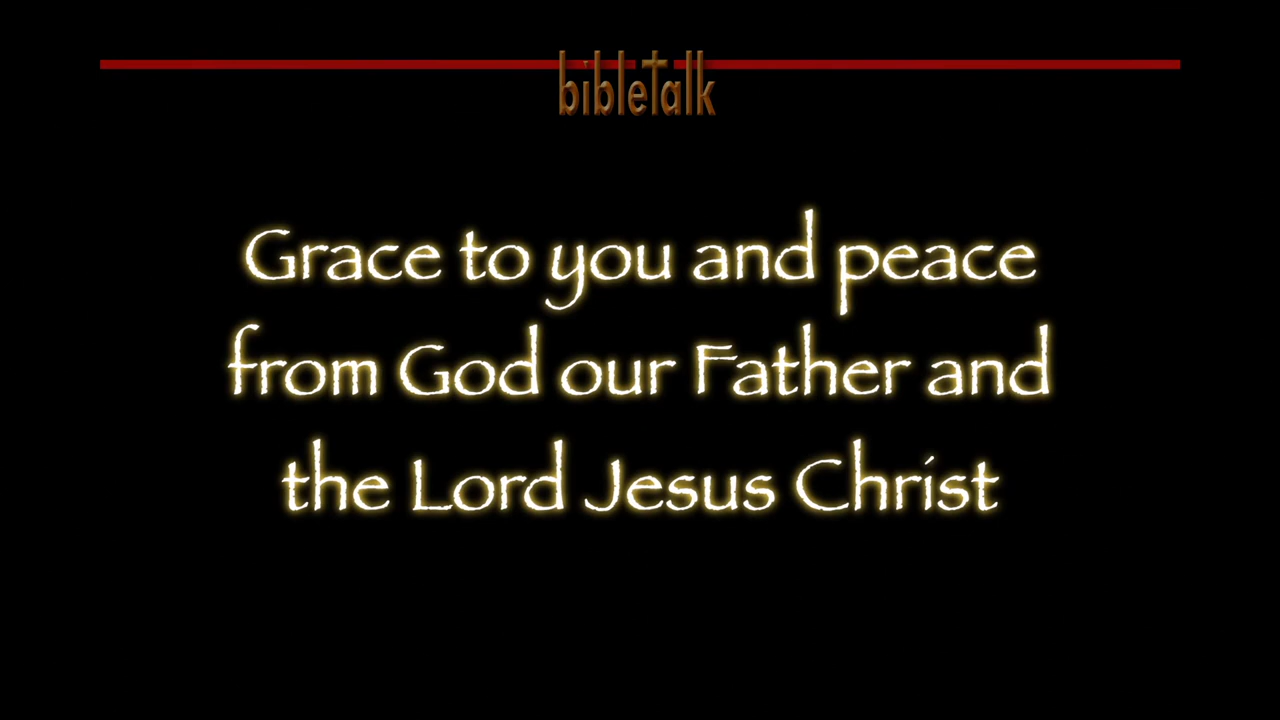 bibleTalk
Grace to you and peace
from God our Father and
the Lord Jesus Christ